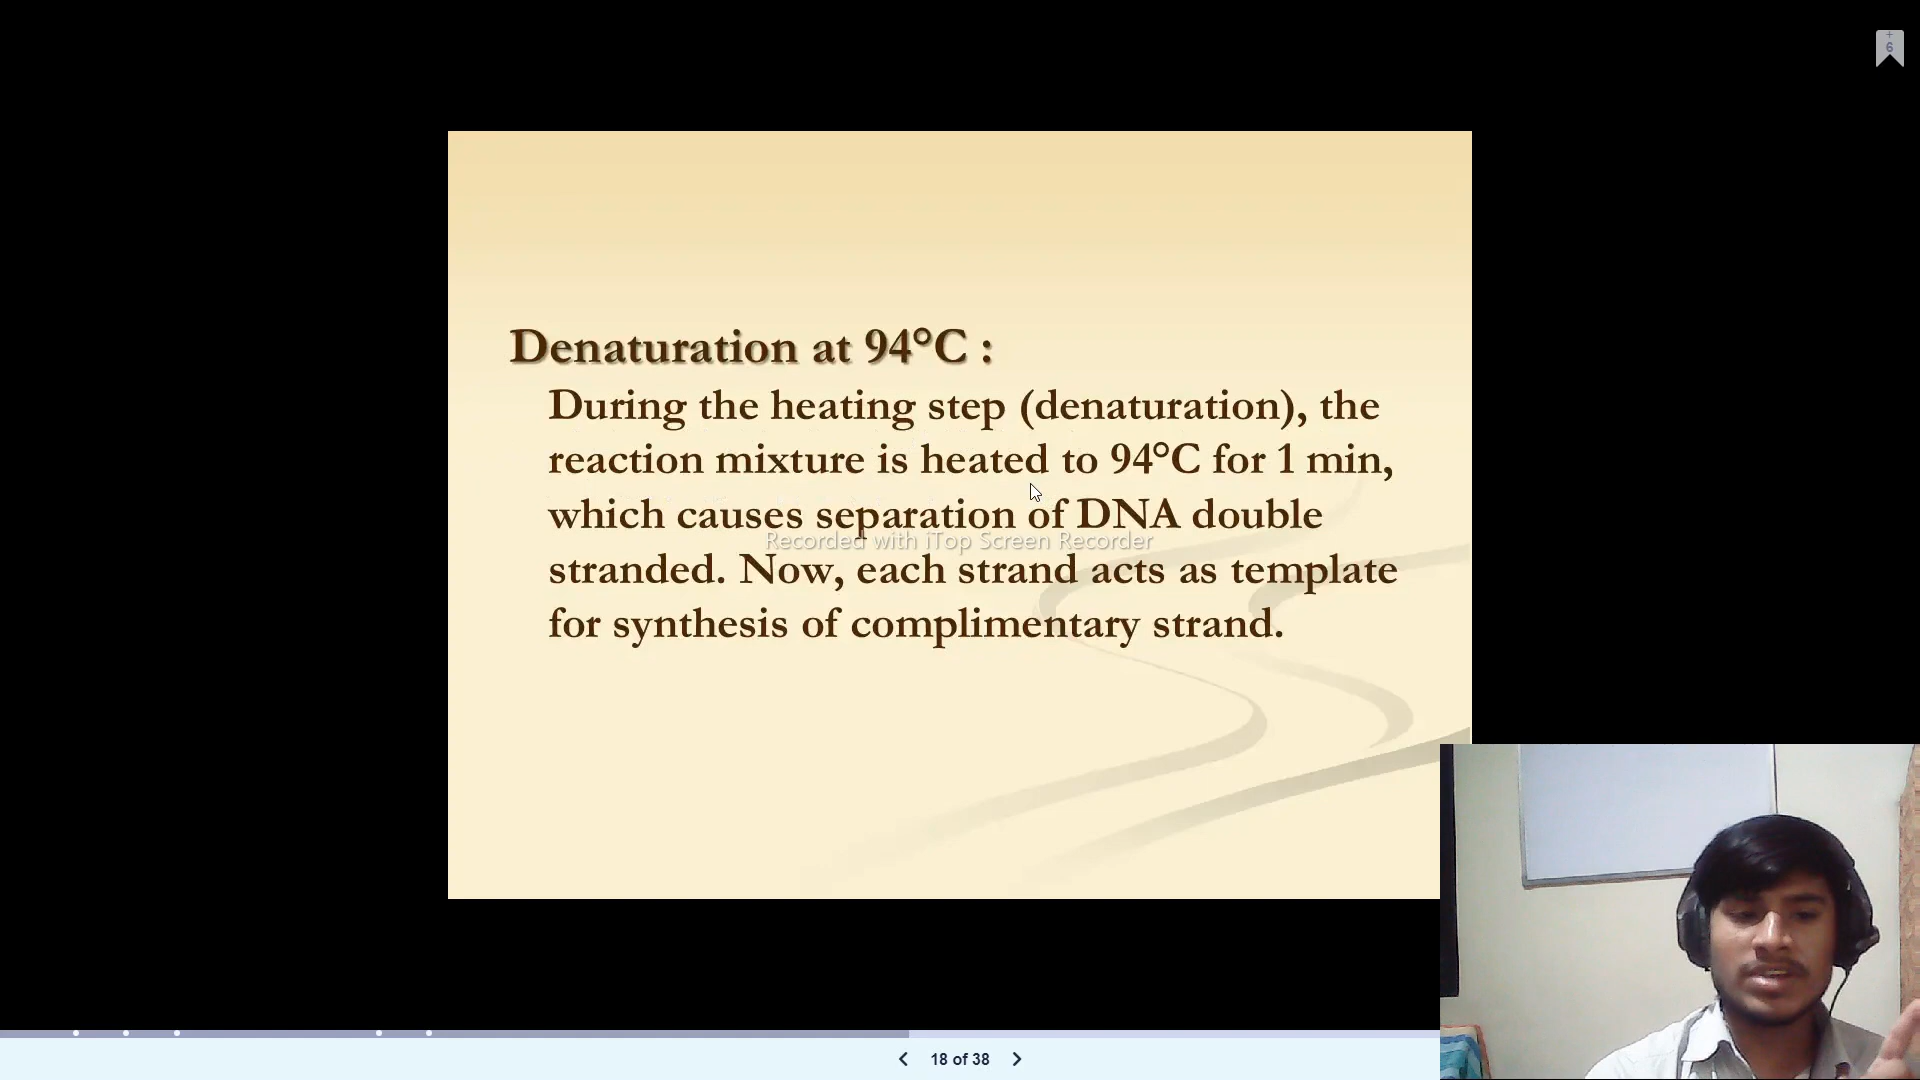 +
6
Denaturation at 94°C :
During the heating step (denaturation), the
reaction mixture is heated to 94°C for 1 min,
which causes separation of DNA double
Recorded with iTop Screen Recorder
stranded. Now, each strand acts as template
for synthesis of complimentary strand.
18 of 38